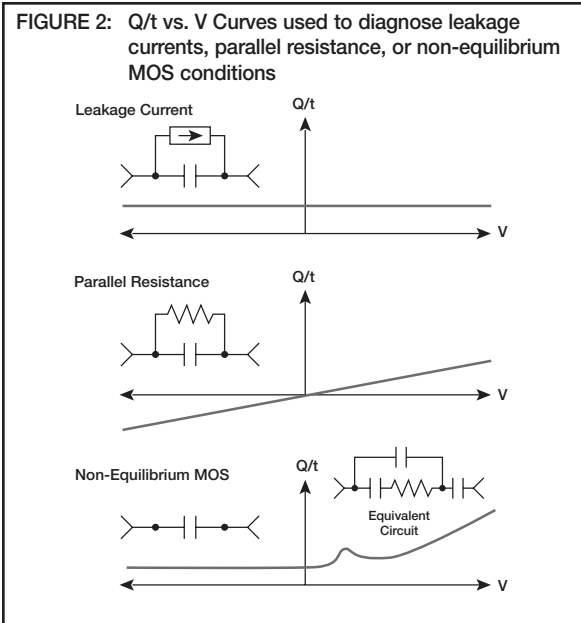 FIGURE 2: Q/t vs. V Curves used to diagnose leakage
currents, parallel resistance, or non-equilibrium
MOS conditions
Leakage Current
Q/t
V
Parallel Resistance
Q/t
V
Non-Equilibrium MOS
Q/t
Equivalent
Circuit
V